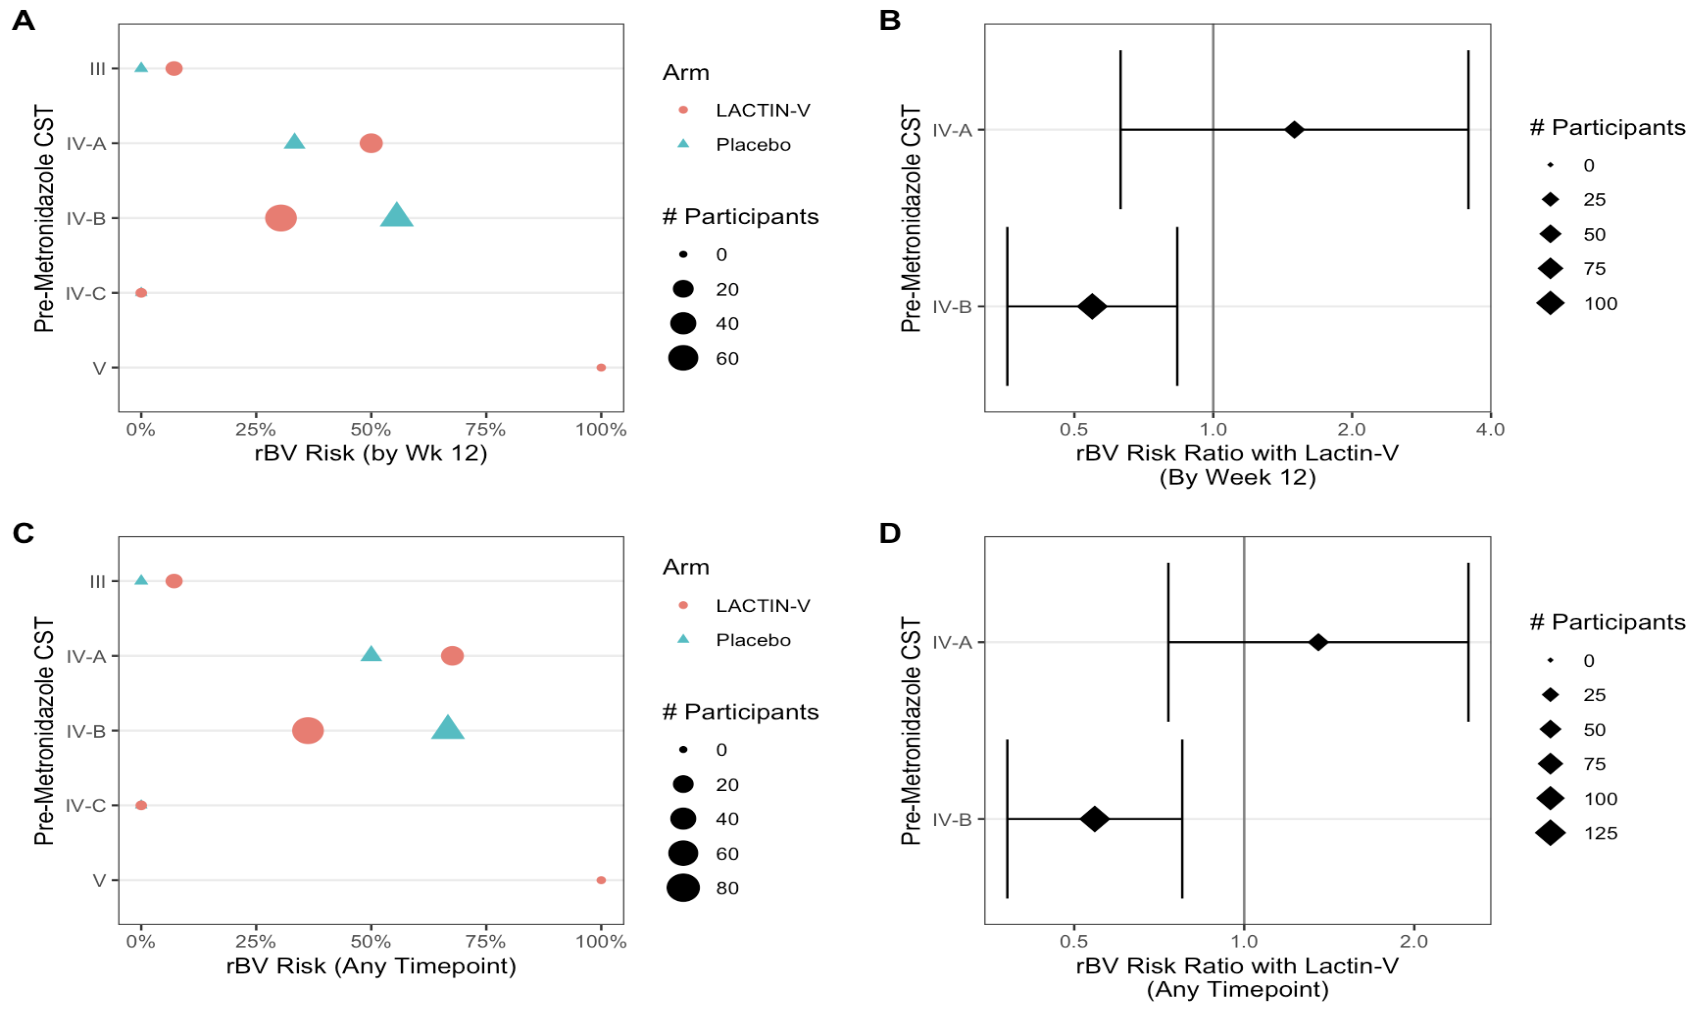 A
Pre-Metronidazole CST
III
IV-A
IV-B
IV-C
V
0% 25% 50% 75% 100%
rBV Risk (by Wk 12)
Arm
LACTIN-V
Placebo
# Participants
0
20
40
60
B
Pre-Metronidazole CST
IV-A
IV-B
0.5 1.0 2.0 4.0
rBV Risk Ratio with Lactin-V
(By Week 12)
# Participants
0
25
50
75
100
C
Pre-Metronidazole CST
III
IV-A
IV-B
IV-C
V
0% 25% 50% 75% 100%
rBV Risk (Any Timepoint)
Arm
LACTIN-V
Placebo
# Participants
0
20
40
60
80
D
Pre-Metronidazole CST
IV-A
IV-B
0.5 1.0 2.0
rBV Risk Ratio with Lactin-V
(Any Timepoint)
# Participants
0
25
50
75
100
125